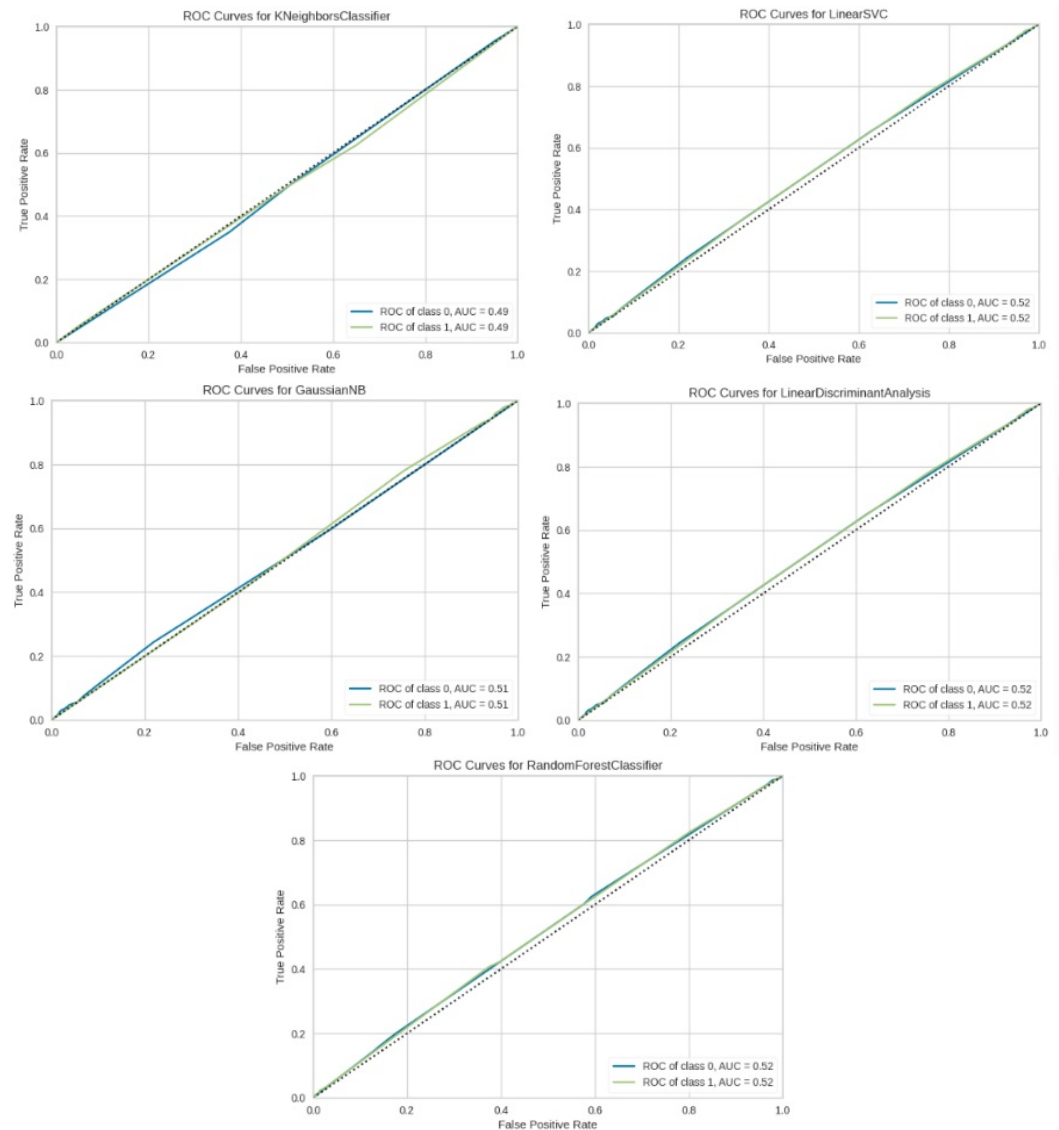 ROC Curves for KNeighborsClassifier
1.0
0.8
0.6
0.4
0.2
0.0
True Positive Rate
ROC of class 0, AUC = 0.49
ROC of class 1, AUC = 0.49
0.0 0.2 0.4 0.6 0.8 1.0
False Positive Rate
ROC Curves for LinearSVC
1.0
0.8
0.6
0.4
0.2
0.0
True Positive Rate
ROC of class 0, AUC = 0.52
ROC of class 1, AUC = 0.52
0.0 0.2 0.4 0.6 0.8 1.0
False Positive Rate
ROC Curves for GaussianNB
1.0
0.8
0.6
0.4
0.2
0.0
True Positive Rate
ROC of class 0, AUC = 0.51
ROC of class 1, AUC = 0.51
0.0 0.2 0.4 0.6 0.8 1.0
False Positive Rate
ROC Curves for LinearDiscriminantAnalysis
1.0
0.8
0.6
0.4
0.2
0.0
True Positive Rate
ROC of class 0, AUC = 0.52
ROC of class 1, AUC = 0.52
0.0 0.2 0.4 0.6 0.8 1.0
False Positive Rate
ROC Curves for RandomForestClassifier
1.0
0.8
0.6
0.4
0.2
0.0
True Positive Rate
ROC of class 0, AUC = 0.52
ROC of class 1, AUC = 0.52
0.0 0.2 0.4 0.6 0.8 1.0
False Positive Rate